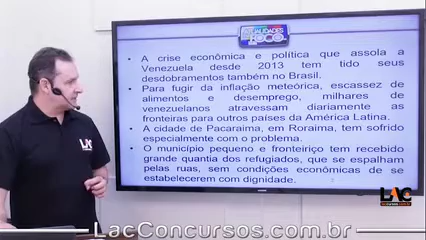 ATUALIDADES
EM FOCO
• A crise econômica e política que assola a
Venezuela desde 2013 tem tido seus
desdobramentos também no Brasil.
• Para fugir da inflação meteórica, escassez de
alimentos e desemprego, milhares de
venezuelanos atravessam diariamente as
fronteiras para outros países da América Latina.
• A cidade de Pacaraima, em Roraima, tem sofrido
especialmente com o problema.
• O município pequeno e fronteiriço tem recebido
grande quantia dos refugiados, que se espalham
pelas ruas, sem condições econômicas de se
estabelecerem com dignidade.
LAC
LAC
LacConcursos.com.br